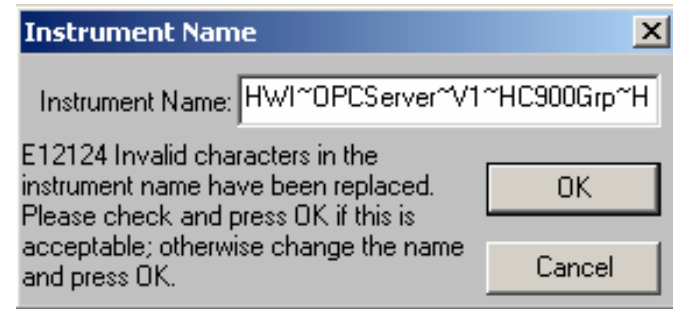 Instrument Name
Instrument Name: HWI~OPCServer~V1~HC900Grp~H
E12124 Invalid characters in the
instrument name have been replaced.
Please check and press OK if this is
acceptable; otherwise change the name
and press OK.
OK
Cancel